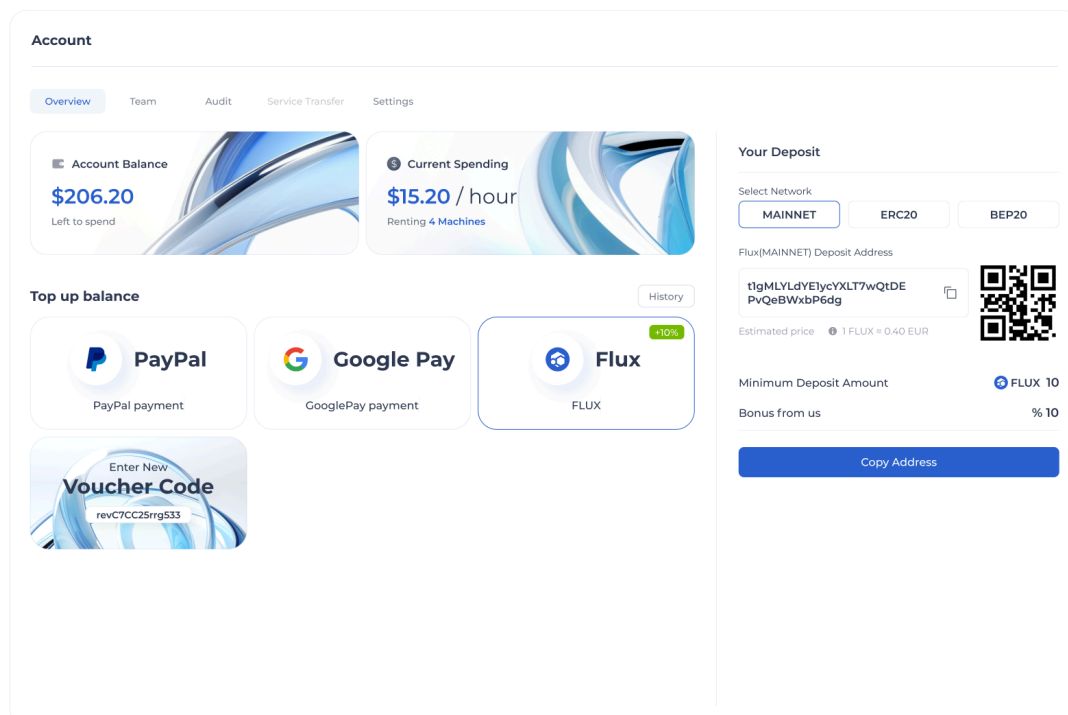 Account
Overview Team Audit Service Transfer Settings
Account Balance
$206.20
Left to spend
Current Spending
$15.20 / hour
Renting 4 Machines
Top up balance
History
PayPal
PayPal payment
Google Pay
GooglePay payment
+10%
Flux
FLUX
Enter New
Voucher Code
revC7CC25rrg533
Your Deposit
Select Network
MAINNET ERC20 BEP20
Flux(MAINNET) Deposit Address
t1gMLYLdYE1ycYXLT7wQtDE
PvQeBWxbP6dg
Estimated price 1 FLUX ≈ 0.40 EUR
Minimum Deposit Amount FLUX 10
Bonus from us % 10
Copy Address